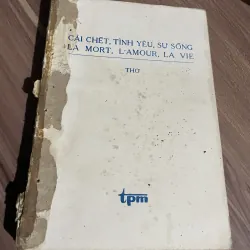 CÁI CHẾT, TÌNH YÊU, SỰ SỐNG
LA MORT, L'AMOUR, LA VIE
THƠ
tpm